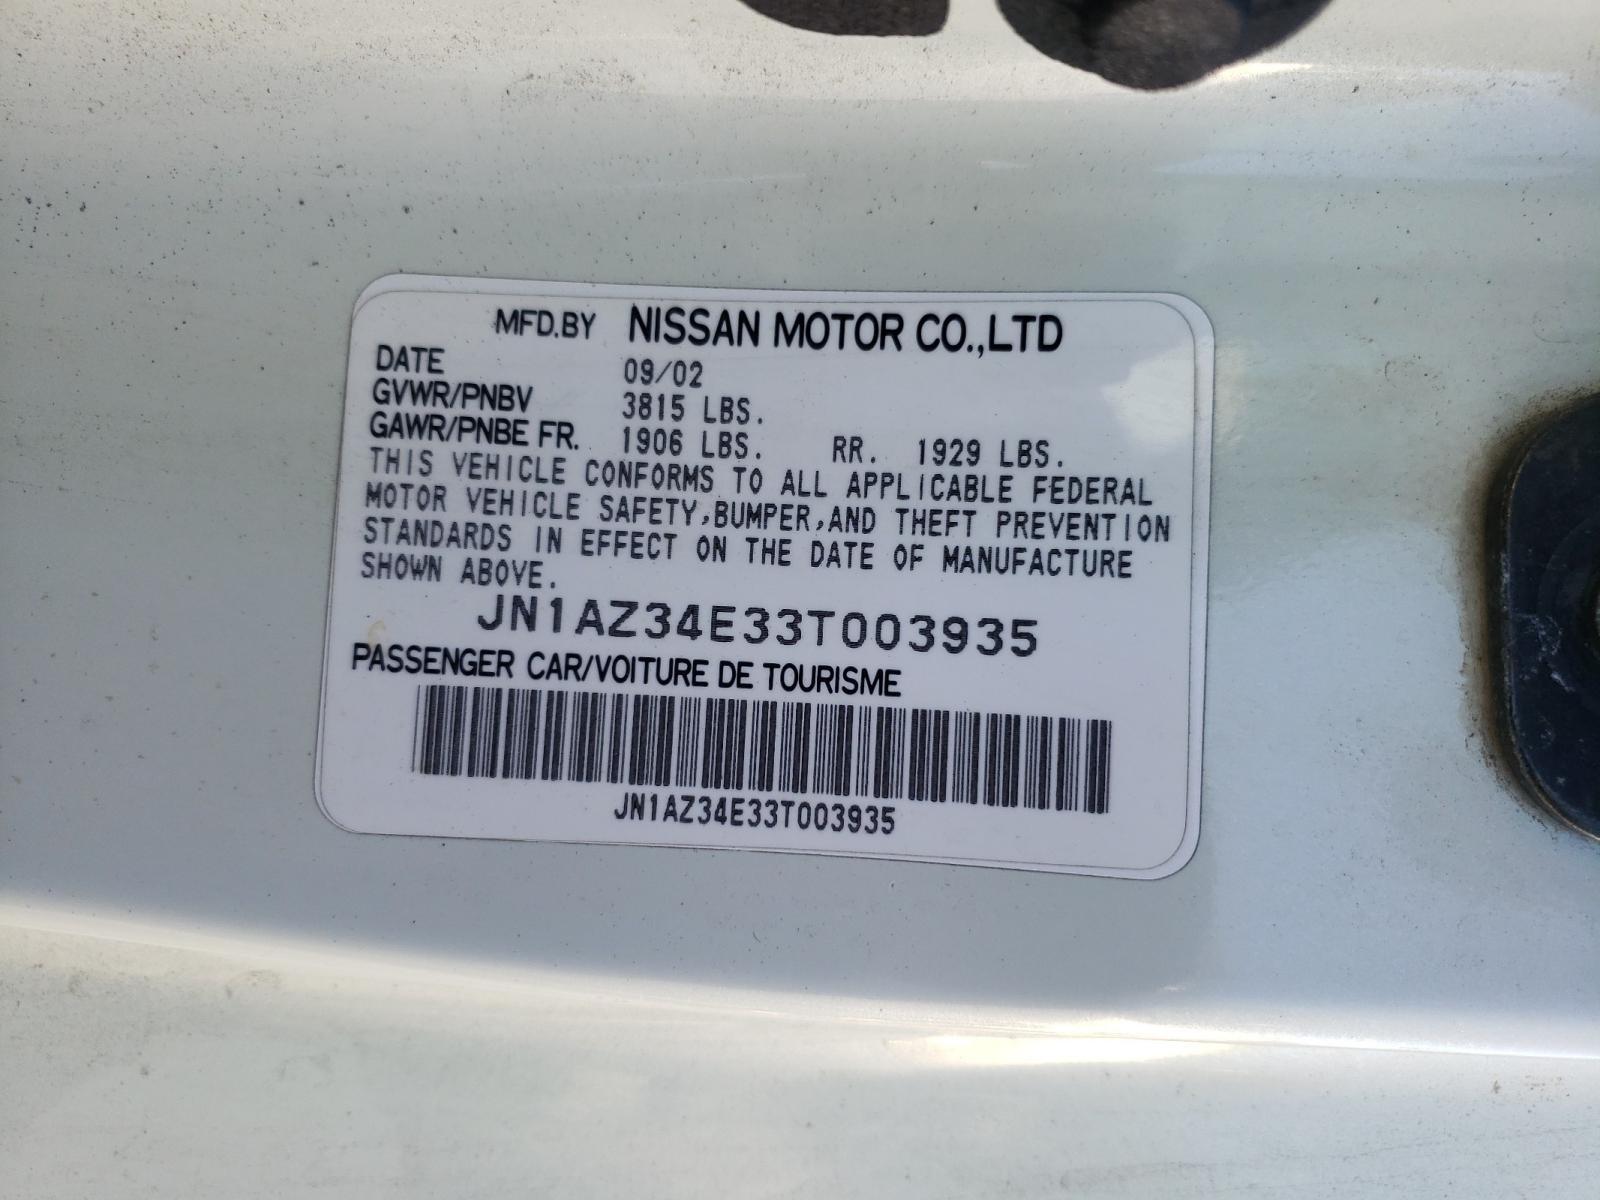 MFD.BY NISSAN MOTOR CO.,LTD
DATE 09/02
GVWR/PNBV 3815 LBS.
GAWR/PNBE FR. 1906 LBS. RR. 1929 LBS.
THIS VEHICLE CONFORMS TO ALL APPLICABLE FEDERAL
MOTOR VEHICLE SAFETY,BUMPER,AND THEFT PREVENTION
STANDARDS IN EFFECT ON THE DATE OF MANUFACTURE
SHOWN ABOVE.
JN1AZ34E33T003935
PASSENGER CAR/VOITURE DE TOURISME
JN1AZ34E33T003935